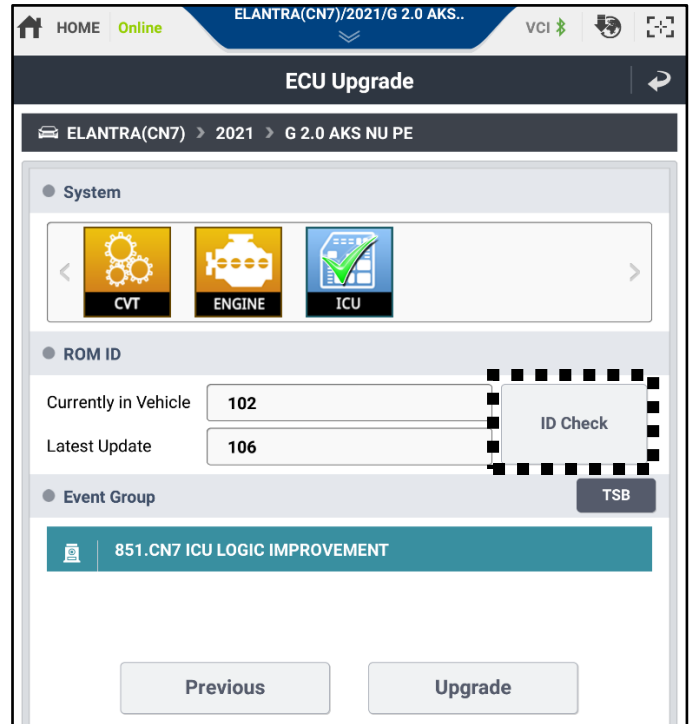 HOME Online ELANTRA(CN7)/2021/G 2.0 AKS.. VCI
ECU Upgrade
ELANTRA(CN7) > 2021 > G 2.0 AKS NU PE
System
CVT ENGINE ICU
ROM ID
Currently in Vehicle 102
ID Check
Latest Update 106
Event Group TSB
851.CN7 ICU LOGIC IMPROVEMENT
Previous Upgrade